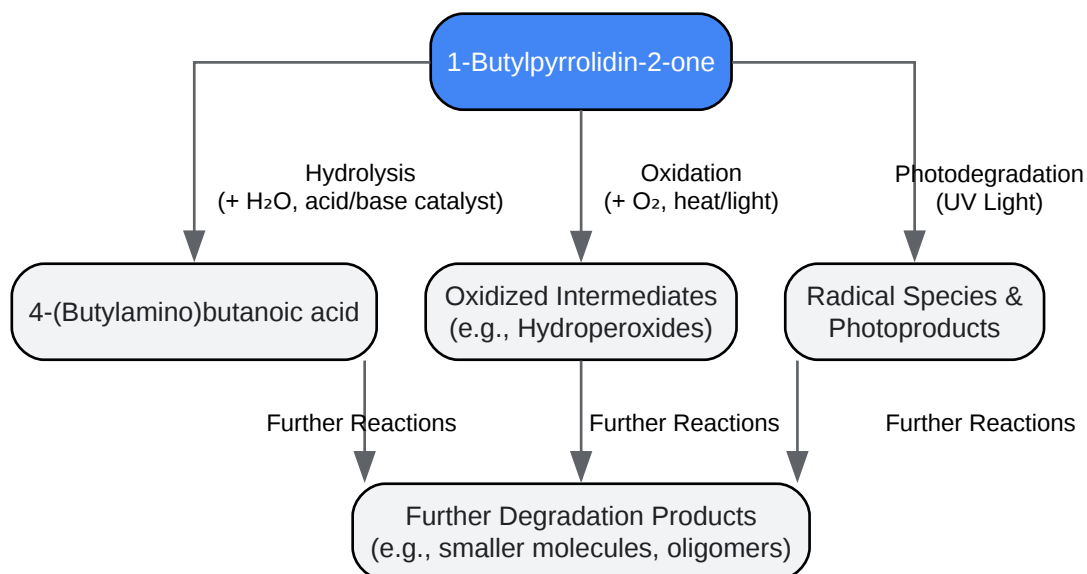 1-Butylpyrrolidin-2-one
Hydrolysis
(+ H₂O, acid/base catalyst)
Oxidation
(+ O₂, heat/light)
Photodegradation
(UV Light)
4-(Butylamino)butanoic acid
Oxidized Intermediates
(e.g., Hydroperoxides)
Radical Species &
Photoproducts
Further Reactions
Further Reactions
Further Reactions
Further Degradation Products
(e.g., smaller molecules, oligomers)